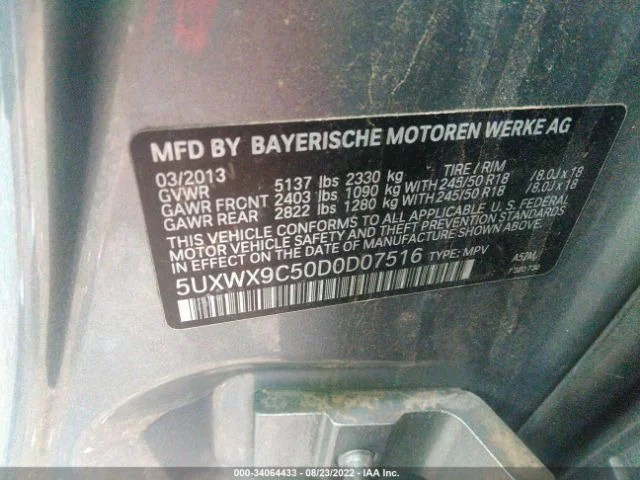 MFD BY BAYERISCHE MOTOREN WERKE AG
03/2013
GVWR 5137 lbs 2330 kg TIRE / RIM
GAWR FRONT 2403 lbs 1090 kg WITH 245/50 R18 /8.0J x 18
GAWR REAR 2822 lbs 1280 kg WITH 245/50 R18 /8.0J x 18
THIS VEHICLE CONFORMS TO ALL APPLICABLE U. S. FEDERAL
MOTOR VEHICLE SAFETY AND THEFT PREVENTION STANDARDS
IN EFFECT ON THE DATE OF MANUFACTURE SHOWN ABOVE.
5UXWX9C50D0D07516 TYPE: MPV
A52M
000-34064433 - 08/23/2022 - IAA Inc.